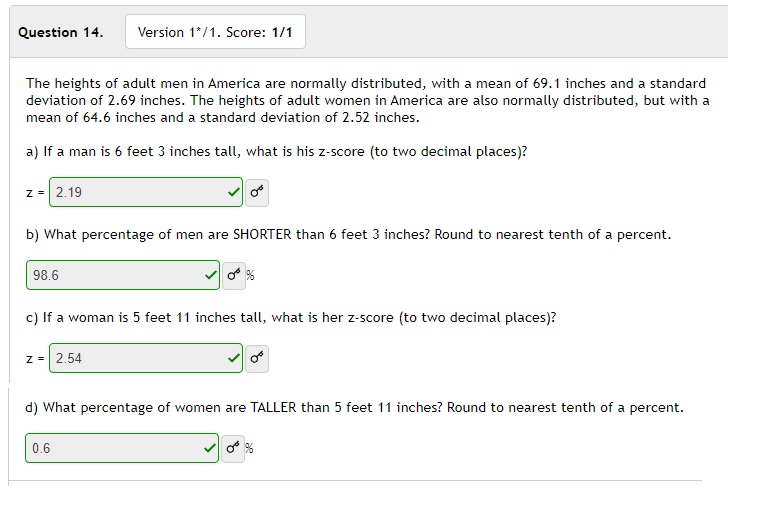 Question 14. Version 1*/1. Score: 1/1
The heights of adult men in America are normally distributed, with a mean of 69.1 inches and a standard
deviation of 2.69 inches. The heights of adult women in America are also normally distributed, but with a
mean of 64.6 inches and a standard deviation of 2.52 inches.
a) If a man is 6 feet 3 inches tall, what is his z-score (to two decimal places)?
z = 2.19
b) What percentage of men are SHORTER than 6 feet 3 inches? Round to nearest tenth of a percent.
98.6 %
c) If a woman is 5 feet 11 inches tall, what is her z-score (to two decimal places)?
z = 2.54
d) What percentage of women are TALLER than 5 feet 11 inches? Round to nearest tenth of a percent.
0.6 %